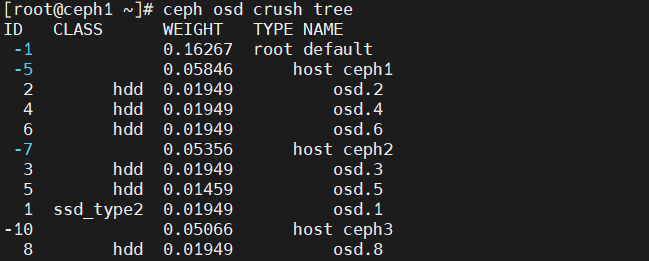 [root@ceph1 ~]# ceph osd crush tree
ID   CLASS      WEIGHT   TYPE NAME
 -1             0.16267  root default
 -5             0.05846      host ceph1
  2        hdd  0.01949          osd.2
  4        hdd  0.01949          osd.4
  6        hdd  0.01949          osd.6
 -7             0.05356      host ceph2
  3        hdd  0.01949          osd.3
  5        hdd  0.01459          osd.5
  1  ssd_type2  0.01949          osd.1
-10             0.05066      host ceph3
  8        hdd  0.01949          osd.8